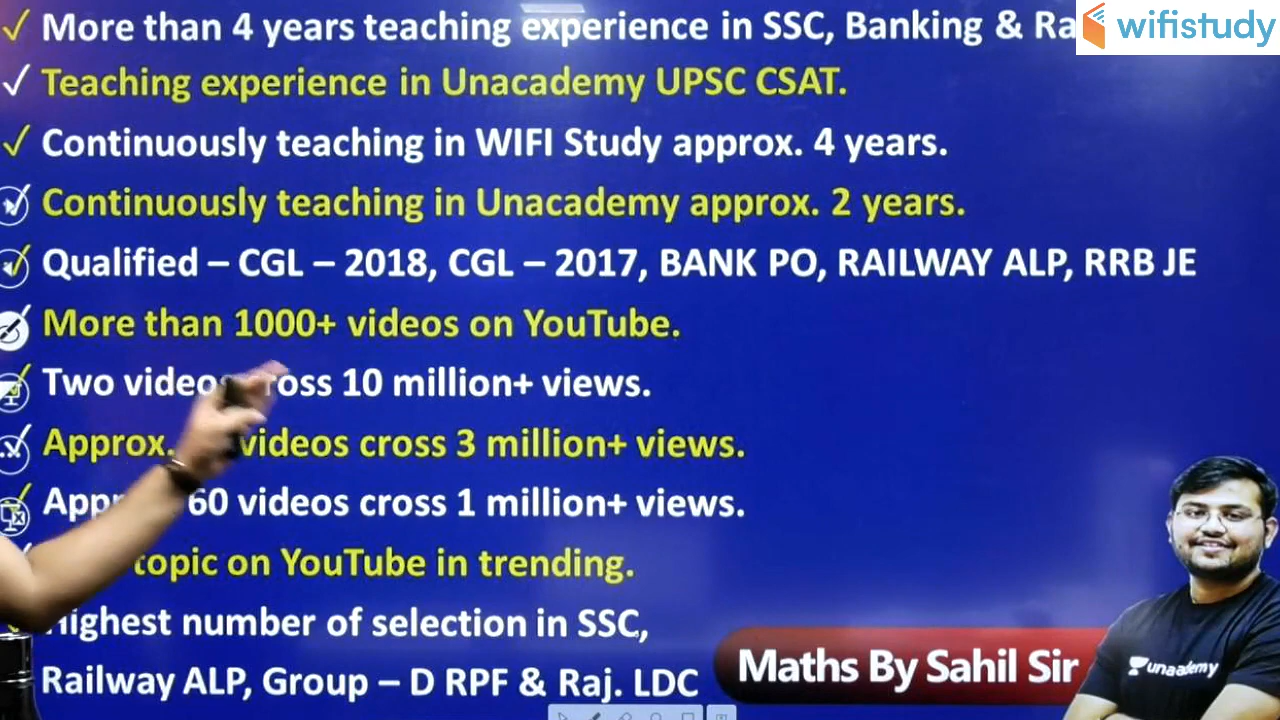 More than 4 years teaching experience in SSC, Banking & Ra
wifistudy
Teaching experience in Unacademy UPSC CSAT.
Continuously teaching in WIFI Study approx. 4 years.
Continuously teaching in Unacademy approx. 2 years.
Qualified – CGL – 2018, CGL – 2017, BANK PO, RAILWAY ALP, RRB JE
More than 1000+ videos on YouTube.
Two videos cross 10 million+ views.
Approx. videos cross 3 million+ views.
60 videos cross 1 million+ views.
topic on YouTube in trending.
Highest number of selection in SSC,
Railway ALP, Group – D RPF & Raj. LDC
Maths By Sahil Sir
unacademy